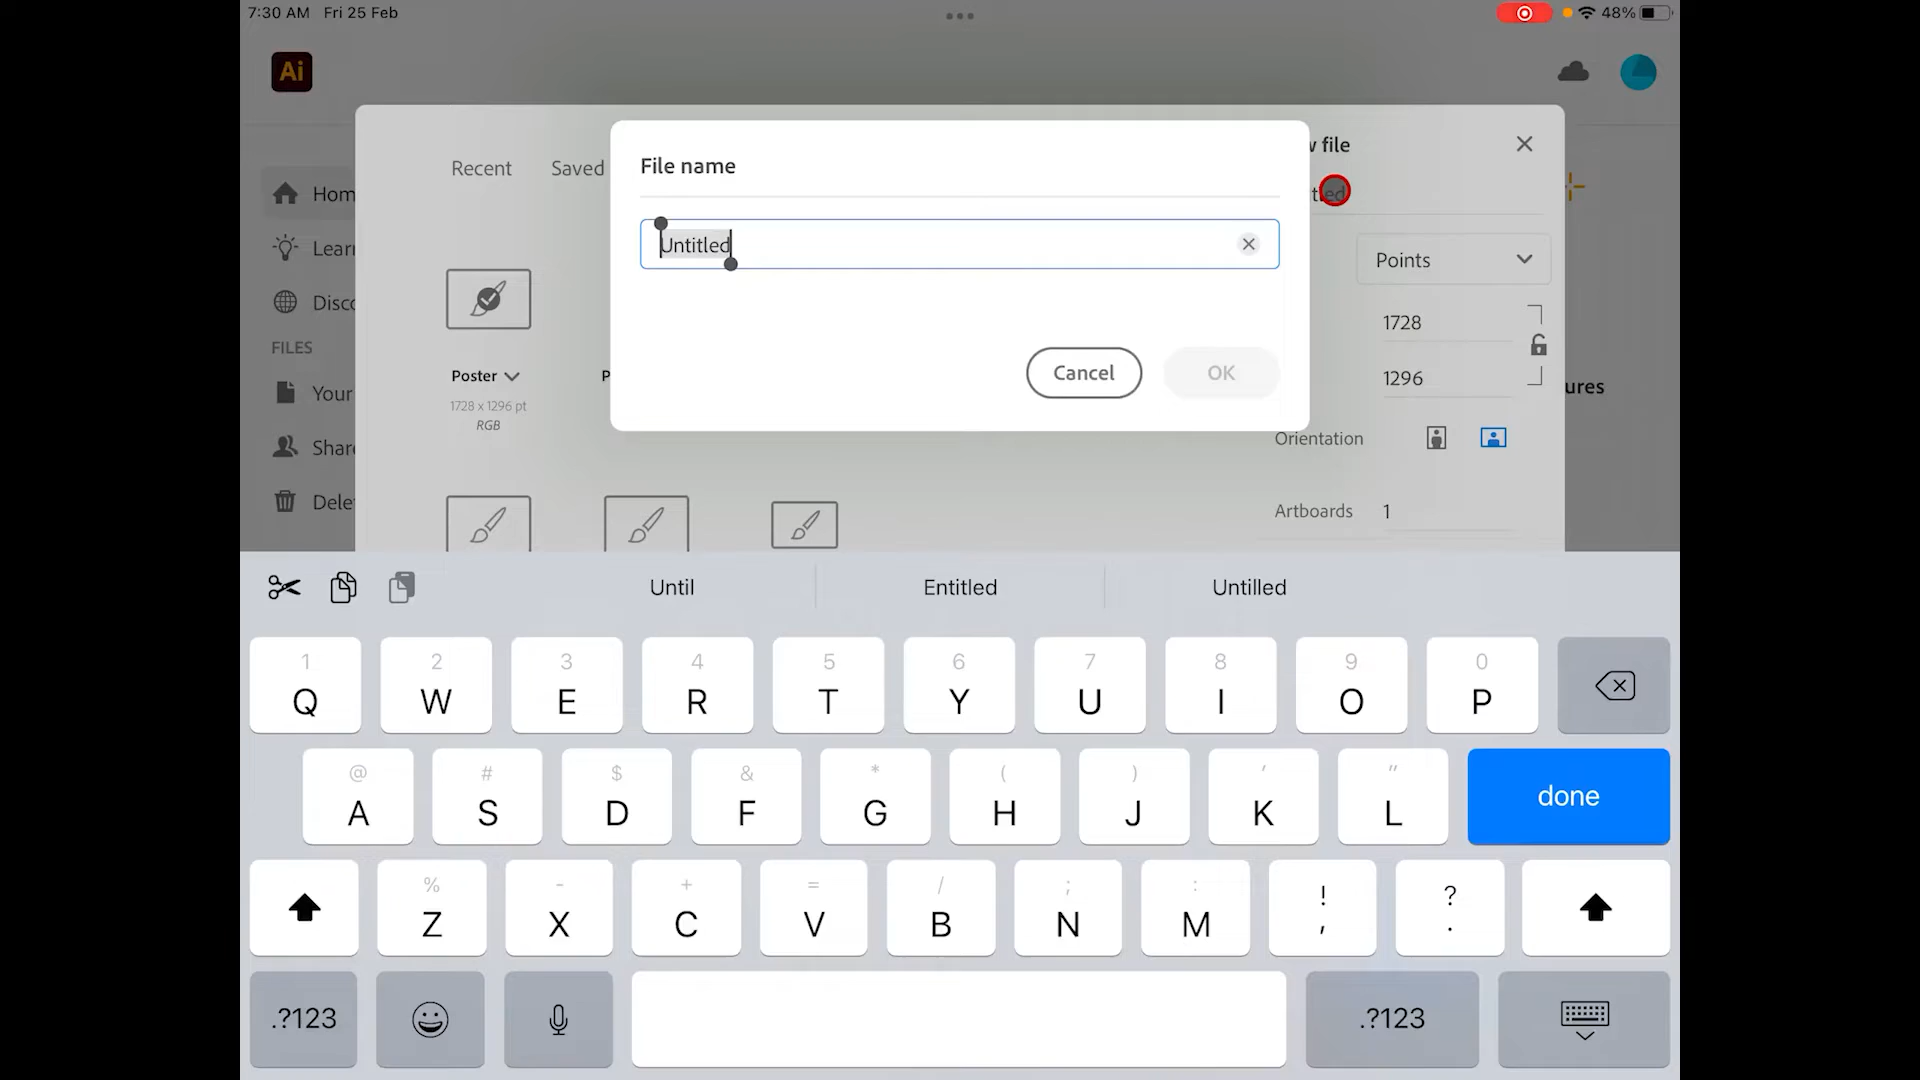 7:30 AM Fri 25 Feb
48%
Ai
Recent
Saved
File name
Untitled
Cancel
OK
Points
1728
1296
Orientation
Artboards
1
ures
FILES
Your
Poster
1728 x 1296 pt
RGB
P
Until
Entitled
Untilled
1 2 3 4 5 6 7 8 9 0
Q W E R T Y U I O P
@ # $ & * ( ) ' "
A S D F G H J K L done
% - + = / ; : ! ?
Z X C V B N M , .
.?123
.?123